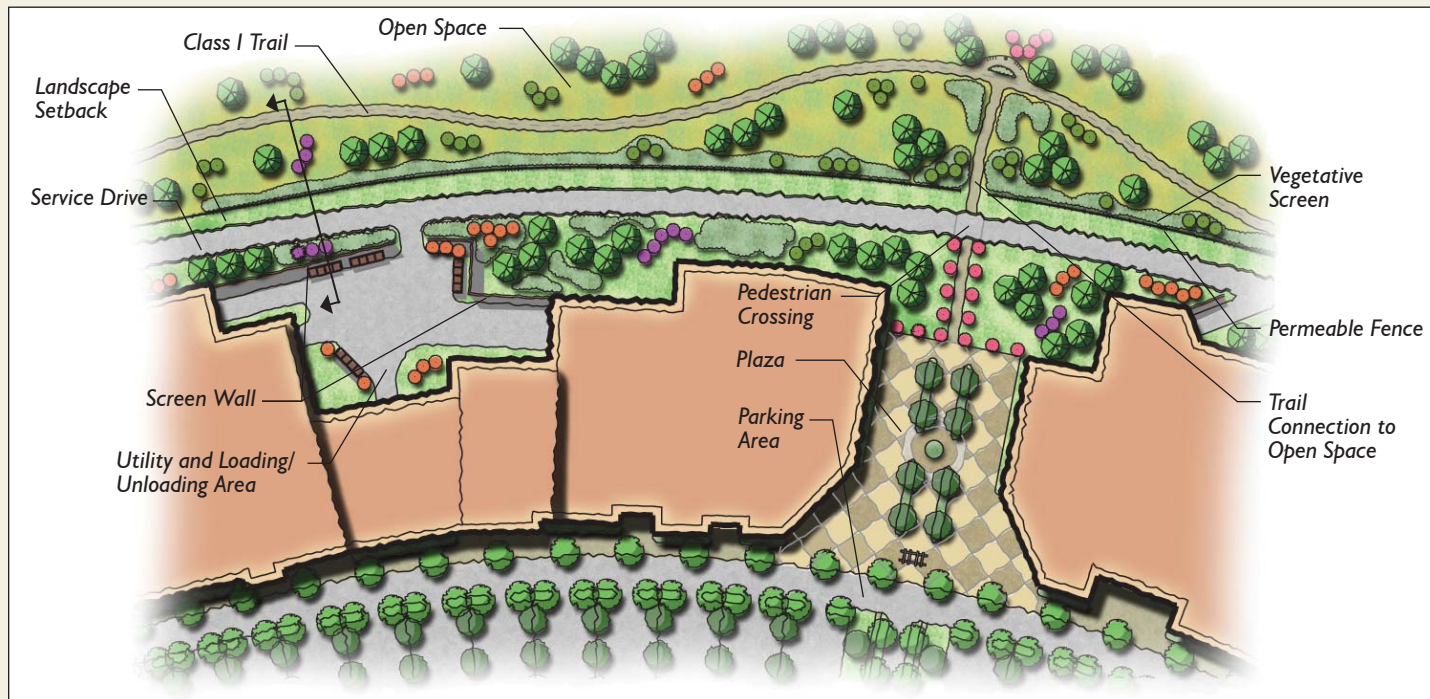 Open Space
Class I Trail
Landscape
Setback
Service Drive
Vegetative
Screen
Pedestrian
Crossing
Permeable Fence
Plaza
Screen Wall
Parking
Area
Trail
Connection to
Open Space
Utility and Loading/
Unloading Area